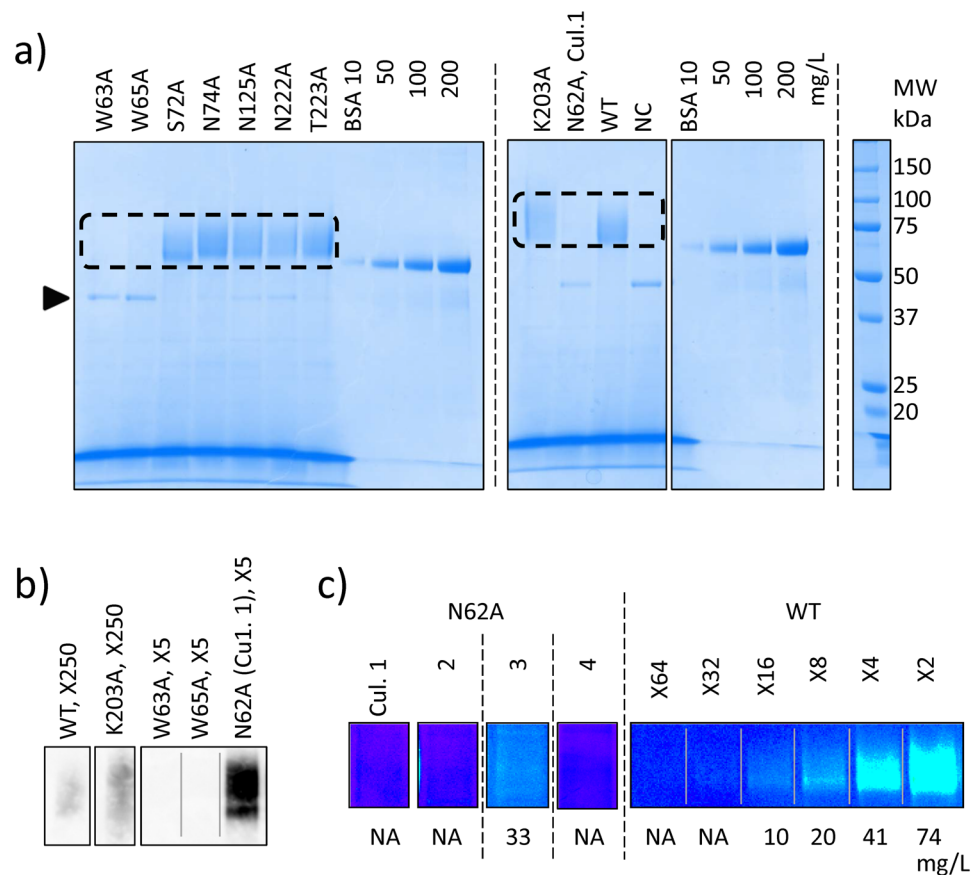 a)
W63A
W65A
S72A
N74A
N125A
N222A
T223A
BSA 10
50
100
200
K203A
N62A, Cul.1
WT
NC
BSA 10
50
100
200
mg/L
MW
kDa
150
100
75
50
37
25
20
b)
WT, X250
K203A, X250
W63A, X5
W65A, X5
N62A (Cu1. 1), X5
c)
N62A WT
Cul. 1
2
3
4
X64
X32
X16
X8
X4
X2
NA NA 33 NA NA NA 10 20 41 74
mg/L